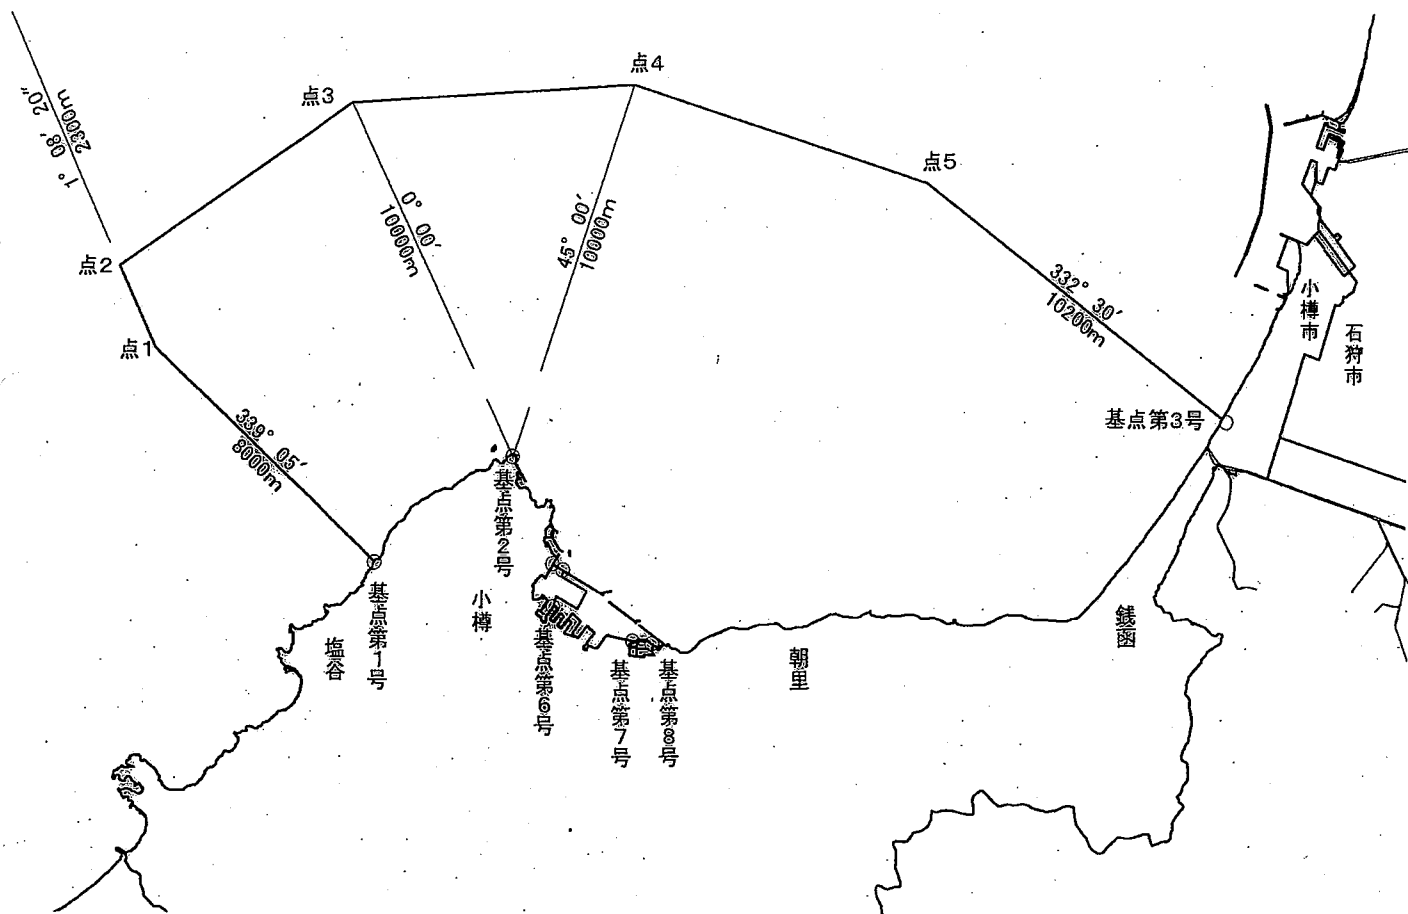 点4
点3
1° 08′ 20″
2300m
点5
0° 00′
10000m
45° 00′
10000m
点2
332° 30′
10200m
小樽市
石狩市
点1
基点第3号
339° 05′
8000m
基点第2号
基点第1号
小樽
銭函
塩谷
基点第6号
朝里
基点第7号
基点第8号